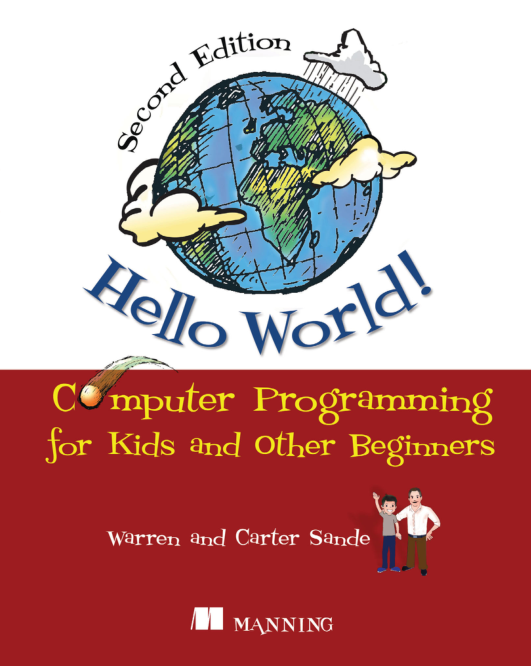 Second Edition
Hello World!
Computer Programming
for Kids and Other Beginners
Warren and Carter Sande
MANNING